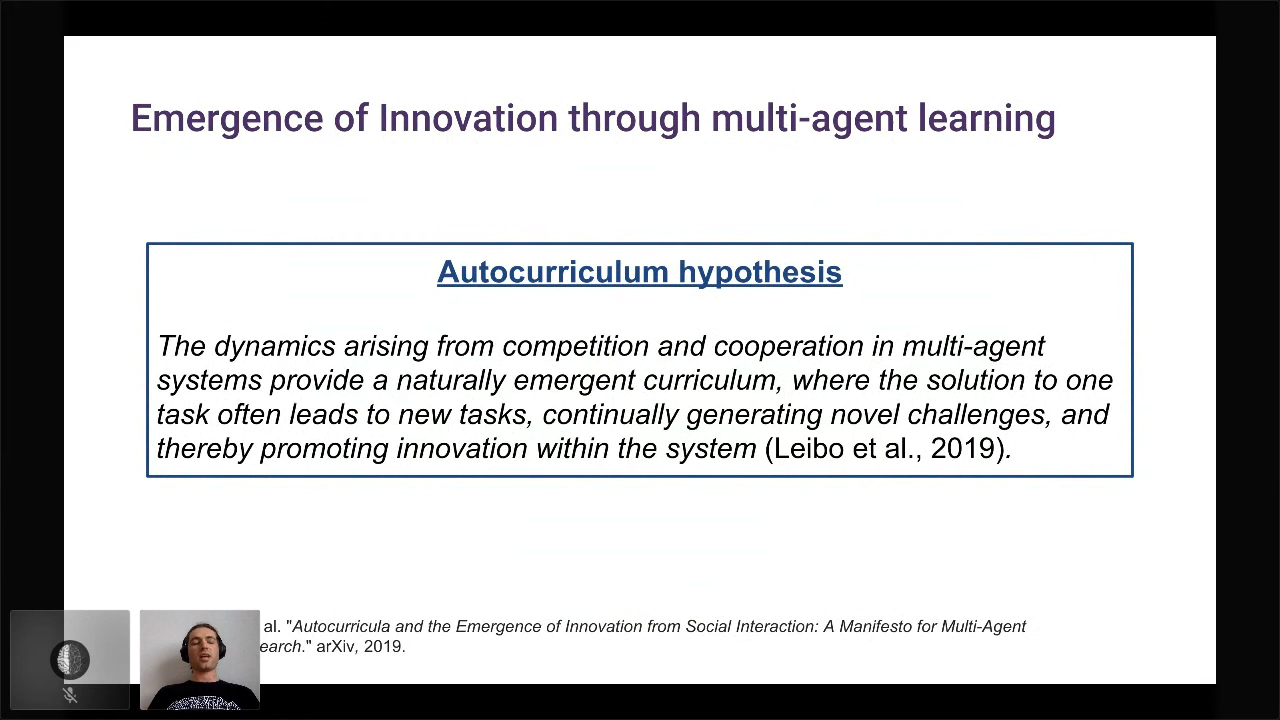 Emergence of Innovation through multi-agent learning
Autocurriculum hypothesis
The dynamics arising from competition and cooperation in multi-agent
systems provide a naturally emergent curriculum, where the solution to one
task often leads to new tasks, continually generating novel challenges, and
thereby promoting innovation within the system (Leibo et al., 2019).
al. "Autocurricula and the Emergence of Innovation from Social Interaction: A Manifesto for Multi-Agent
earch." arXiv, 2019.